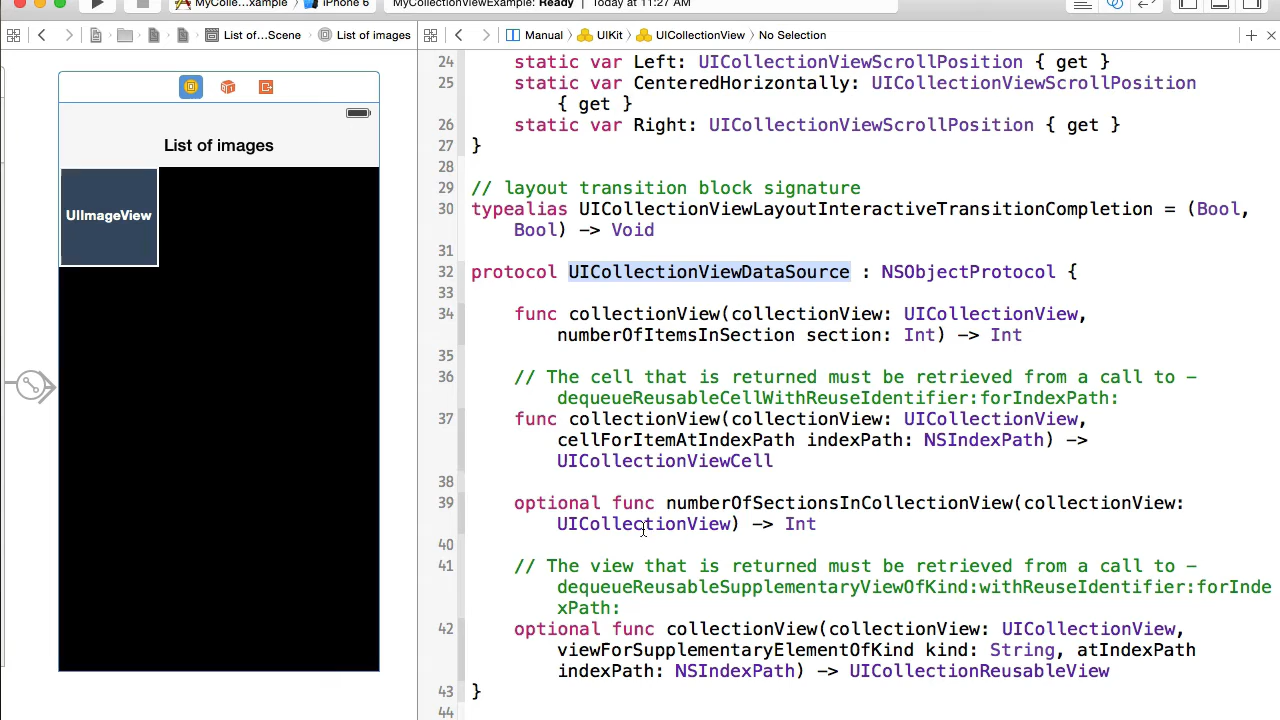 MyColle...xample
iPhone 6
MyCollectionViewExample: Ready
Today at 11:27 AM
List of...Scene
List of images
Manual
UIKit
UICollectionView
No Selection
List of images
UIImageView
24 static var Left: UICollectionViewScrollPosition { get }
25 static var CenteredHorizontally: UICollectionViewScrollPosition
{ get }
26 static var Right: UICollectionViewScrollPosition { get }
27 }
28
29 // layout transition block signature
30 typealias UICollectionViewLayoutInteractiveTransitionCompletion = (Bool,
Bool) -> Void
31
32 protocol UICollectionViewDataSource : NSObjectProtocol {
33
34 func collectionView(collectionView: UICollectionView,
numberOfItemsInSection section: Int) -> Int
35
36 // The cell that is returned must be retrieved from a call to -
dequeueReusableCellWithReuseIdentifier:forIndexPath:
37 func collectionView(collectionView: UICollectionView,
cellForItemAtIndexPath indexPath: NSIndexPath) ->
UICollectionViewCell
38
39 optional func numberOfSectionsInCollectionView(collectionView:
UICollectionView) -> Int
40
41 // The view that is returned must be retrieved from a call to -
dequeueReusableSupplementaryViewOfKind:withReuseIdentifier:forInde
xPath:
42 optional func collectionView(collectionView: UICollectionView,
viewForSupplementaryElementOfKind kind: String, atIndexPath
indexPath: NSIndexPath) -> UICollectionReusableView
43 }
44